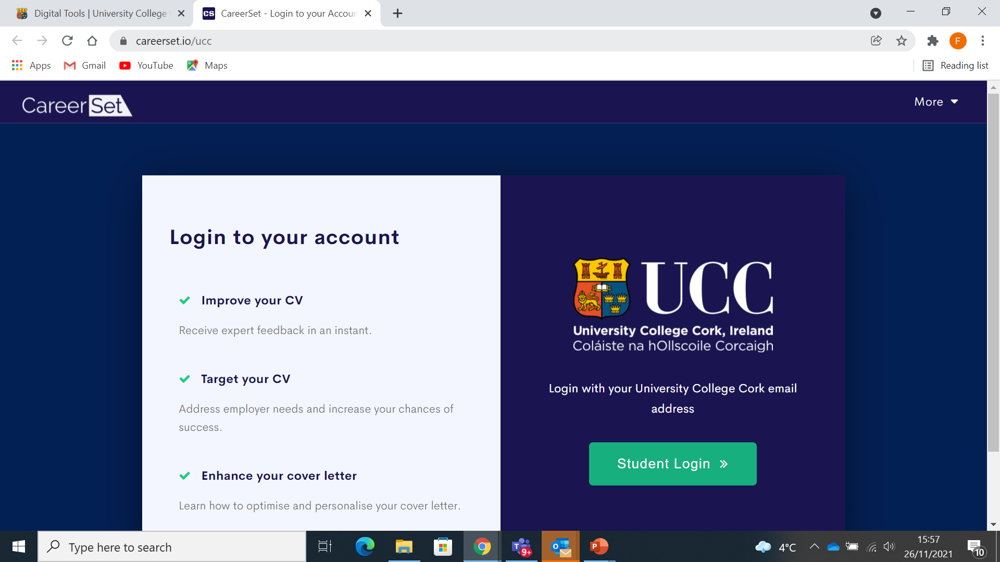 Digital Tools | University College
CareerSet - Login to your Accoun
careerset.io/ucc
F
Apps
Gmail
YouTube
Maps
Reading list
CareerSet
More
Login to your account
Improve your CV
Receive expert feedback in an instant.
Target your CV
Address employer needs and increase your chances of
success.
Enhance your cover letter
Learn how to optimise and personalise your cover letter.
UCC
University College Cork, Ireland
Coláiste na hOllscoile Corcaigh
Login with your University College Cork email
address
Student Login »
Type here to search
9+
4°C
15:57
26/11/2021
10